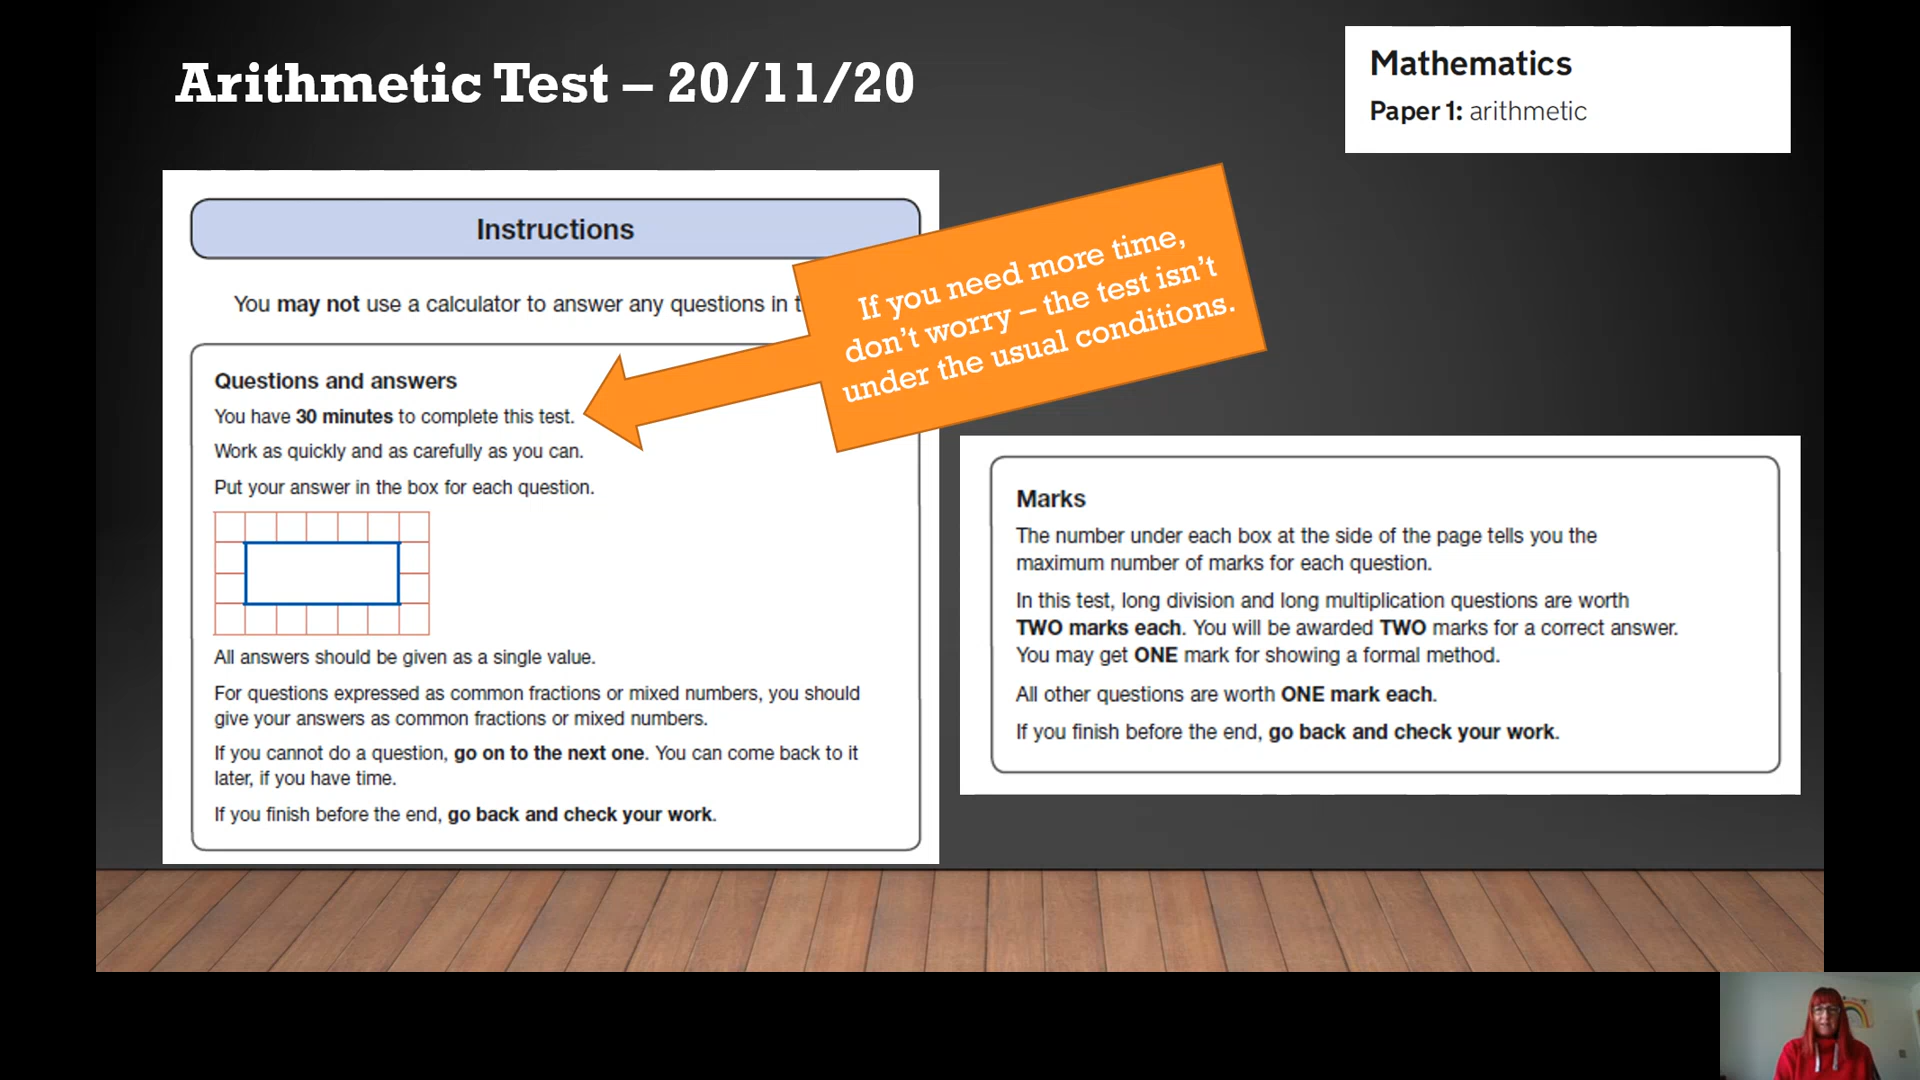 Arithmetic Test – 20/11/20
Mathematics
Paper 1: arithmetic
Instructions
You may not use a calculator to answer any questions in
If you need more time,
don't worry – the test isn't
under the usual conditions.
Questions and answers
You have 30 minutes to complete this test.
Work as quickly and as carefully as you can.
Put your answer in the box for each question.
All answers should be given as a single value.
For questions expressed as common fractions or mixed numbers, you should
give your answers as common fractions or mixed numbers.
If you cannot do a question, go on to the next one. You can come back to it
later, if you have time.
If you finish before the end, go back and check your work.
Marks
The number under each box at the side of the page tells you the
maximum number of marks for each question.
In this test, long division and long multiplication questions are worth
TWO marks each. You will be awarded TWO marks for a correct answer.
You may get ONE mark for showing a formal method.
All other questions are worth ONE mark each.
If you finish before the end, go back and check your work.